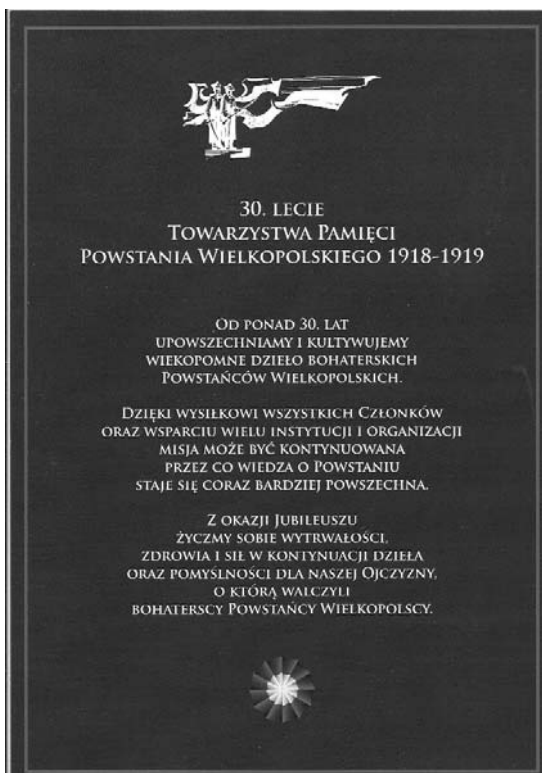 30. LECIE
TOWARZYSTWA PAMIĘCI
POWSTANIA WIELKOPOLSKIEGO 1918-1919
OD PONAD 30. LAT
UPOWSZECHNIAMY I KULTYWUJEMY
WIEKOPOMNE DZIEŁO BOHATERSKICH
POWSTAŃCÓW WIELKOPOLSKICH.
DZIĘKI WYSIŁKOWI WSZYSTKICH CZŁONKÓW
ORAZ WSPARCIU WIELU INSTYTUCJI I ORGANIZACJI
MISJA MOŻE BYĆ KONTYNUOWANA
PRZEZ CO WIEDZA O POWSTANIU
STAJE SIĘ CORAZ BARDZIEJ POWSZECHNA.
Z OKAZJI JUBILEUSZU
ŻYCZMY SOBIE WYTRWAŁOŚCI,
ZDROWIA I SIŁ W KONTYNUACJI DZIEŁA
ORAZ POMYŚLNOŚCI DLA NASZEJ OJCZYZNY,
O KTÓRĄ WALCZYLI
BOHATERSCY POWSTAŃCY WIELKOPOLSCY.